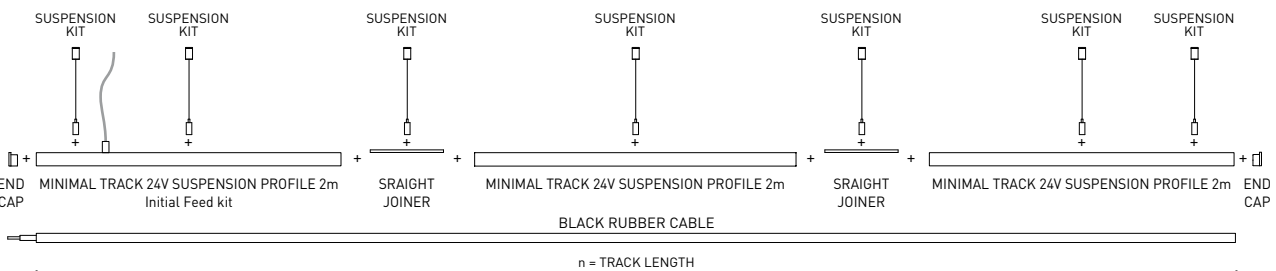 SUSPENSION
KIT
SUSPENSION
KIT
SUSPENSION
KIT
SUSPENSION
KIT
SUSPENSION
KIT
SUSPENSION
KIT
SUSPENSION
KIT
+ + + + + + +
+ + + + + +
END
CAP
MINIMAL TRACK 24V SUSPENSION PROFILE 2m
Initial Feed kit
SRAIGHT
JOINER
MINIMAL TRACK 24V SUSPENSION PROFILE 2m
SRAIGHT
JOINER
MINIMAL TRACK 24V SUSPENSION PROFILE 2m
END
CAP
BLACK RUBBER CABLE
n = TRACK LENGTH